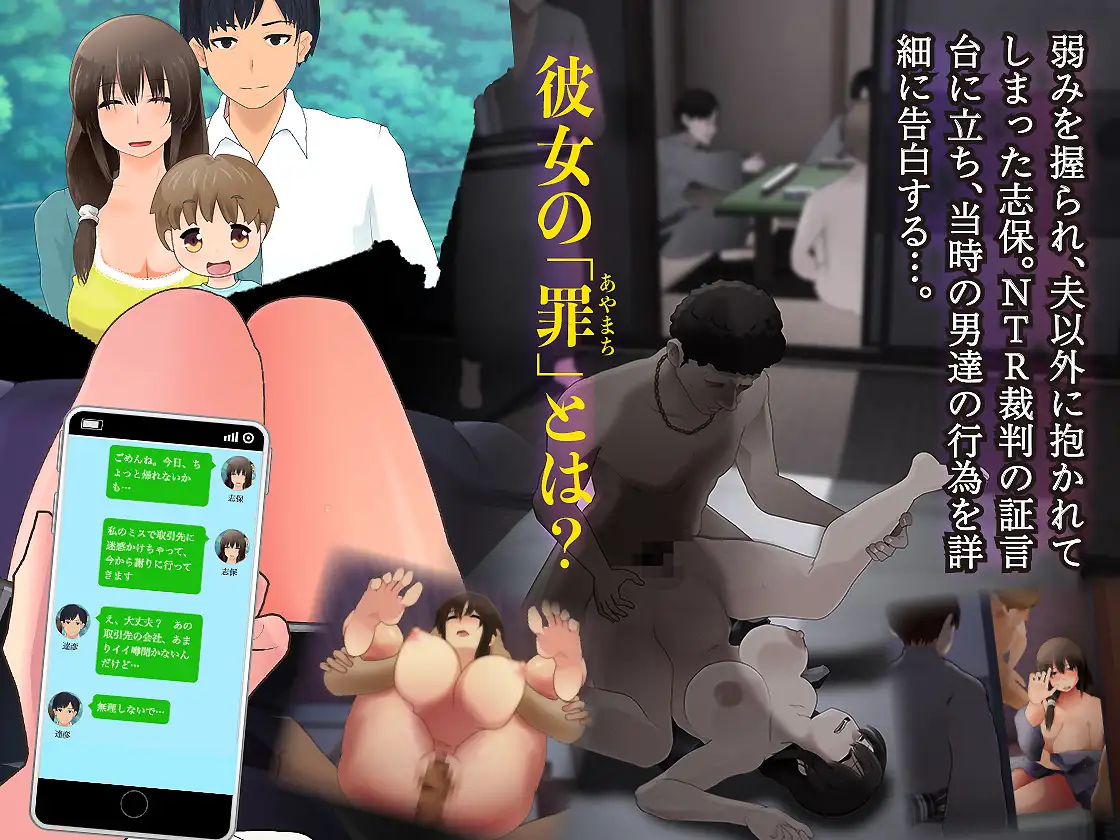 弱みを握られ、夫以外に抱かれて
しまった志保。NTR裁判の証言
台に立ち、当時の男達の行為を詳
細に告白する…。
彼女の「罪」とは?
あやまち
ごめんね。今日、ち
ょっと帰れないか
も…
志保
私のミスで取引先に
迷惑かけちゃって、
今から謝りに行って
きます
志保
え、大丈夫? あの
取引先の会社、あま
りイイ噂聞かないん
だけど…
達彦
無理しないで…
達彦